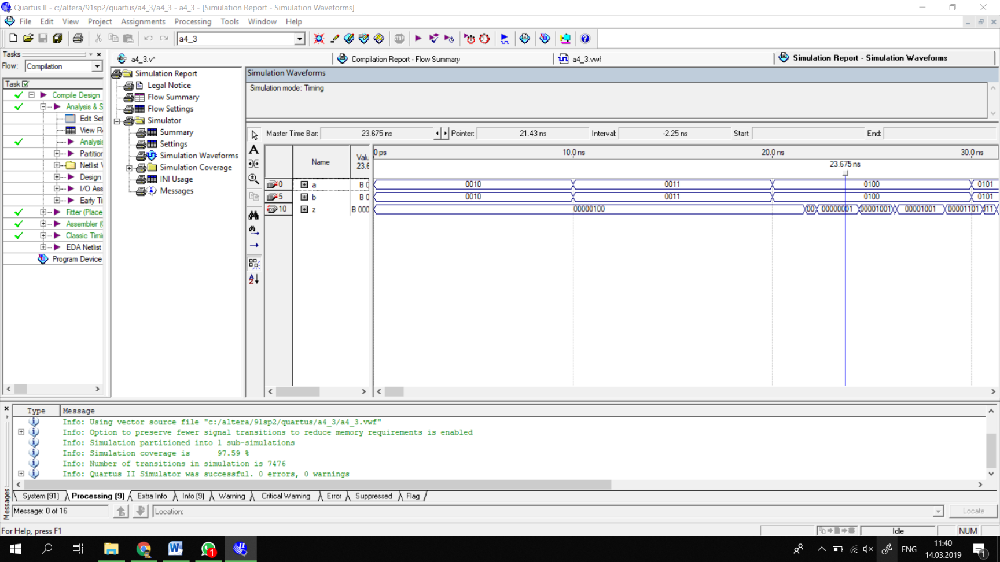 Quartus II - c:/altera/91sp2/quartus/a4_3/a4_3 - a4_3 - [Simulation Report - Simulation Waveforms]
File Edit View Project Assignments Processing Tools Window Help
a4_3
Tasks
Flow: Compilation
Task
Compile Design
Analysis & S
Edit Set
View Re
Analysis
Partition
Netlist V
Design
I/O Ass
Early Ti
Fitter (Place
Assembler (
Classic Timi
EDA Netlist
Program Device
a4_3.v*
Compilation Report - Flow Summary
a4_3.vwf
Simulation Report - Simulation Waveforms
Simulation Report
Legal Notice
Flow Summary
Flow Settings
Simulator
Summary
Settings
Simulation Waveforms
Simulation Coverage
INI Usage
Messages
Simulation Waveforms
Simulation mode: Timing
Master Time Bar: 23.675 ns Pointer: 21.43 ns Interval: -2.25 ns Start: End:
Name
Valu
23.6
0 ps 10.0 ns 20.0 ns 30.0 ns
23.675 ns
0 a B 0 0010 0011 0100 0101
5 b B 0 0010 0011 0100 0101
10 z B 000 00000100 00 00000001 00001001 00001001 00001101 111
Type Message
Info: Using vector source file "c:/altera/91sp2/quartus/a4_3/a4_3.vwf"
Info: Option to preserve fewer signal transitions to reduce memory requirements is enabled
Info: Simulation partitioned into 1 sub-simulations
Info: Simulation coverage is 97.59 %
Info: Number of transitions in simulation is 7476
Info: Quartus II Simulator was successful. 0 errors, 0 warnings
System (91) Processing (9) Extra Info Info (9) Warning Critical Warning Error Suppressed Flag
Messages
Message: 0 of 16
Location:
Locate
For Help, press F1
Idle
NUM
1
ENG
11:40
14.03.2019
1